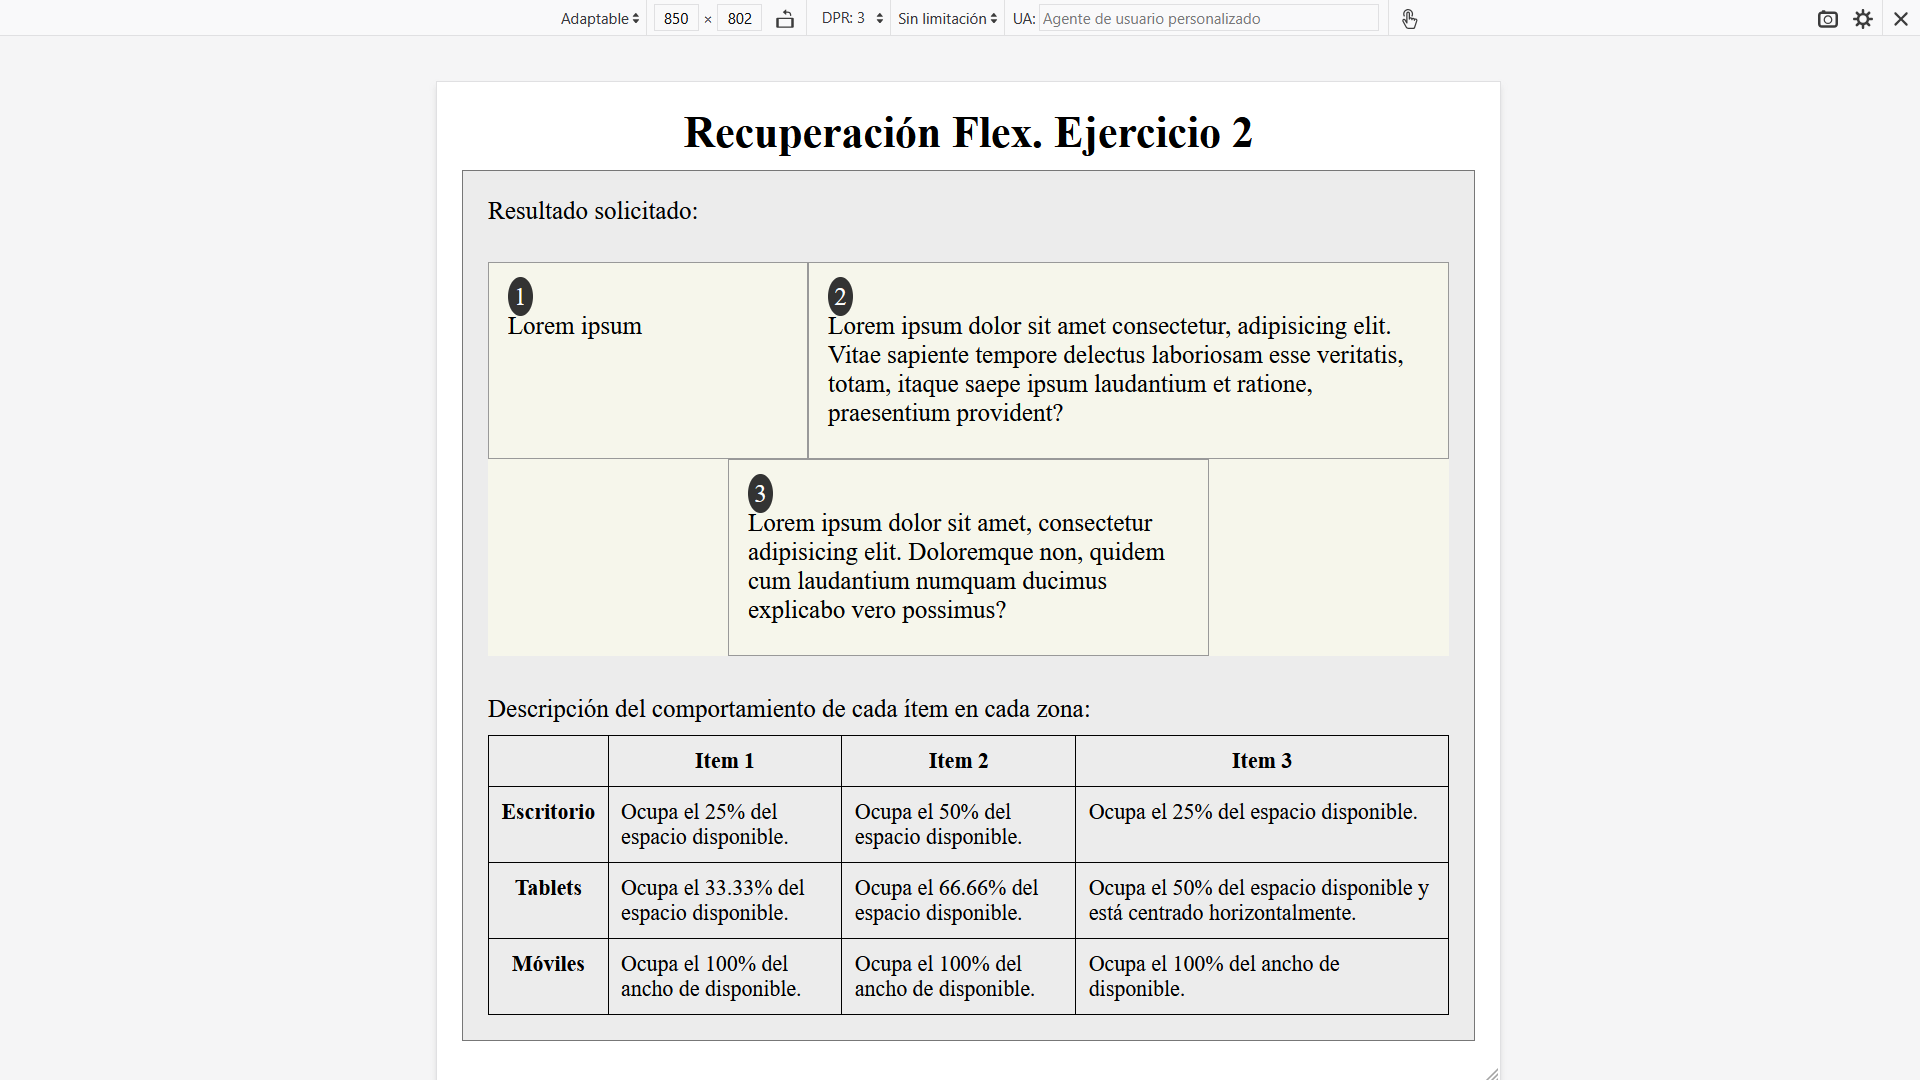 Adaptable 850 × 802 DPR: 3 Sin limitación UA: Agente de usuario personalizado
Recuperación Flex. Ejercicio 2
Resultado solicitado:
1
Lorem ipsum
2
Lorem ipsum dolor sit amet consectetur, adipisicing elit.
Vitae sapiente tempore delectus laboriosam esse veritatis,
totam, itaque saepe ipsum laudantium et ratione,
praesentium provident?
3
Lorem ipsum dolor sit amet, consectetur
adipisicing elit. Doloremque non, quidem
cum laudantium numquam ducimus
explicabo vero possimus?
Descripción del comportamiento de cada ítem en cada zona:
Item 1 Item 2 Item 3
Escritorio Ocupa el 25% del Ocupa el 50% del Ocupa el 25% del espacio disponible.
espacio disponible. espacio disponible.
Tablets Ocupa el 33.33% del Ocupa el 66.66% del Ocupa el 50% del espacio disponible y
espacio disponible. espacio disponible. está centrado horizontalmente.
Móviles Ocupa el 100% del Ocupa el 100% del Ocupa el 100% del ancho de
ancho de disponible. ancho de disponible. disponible.